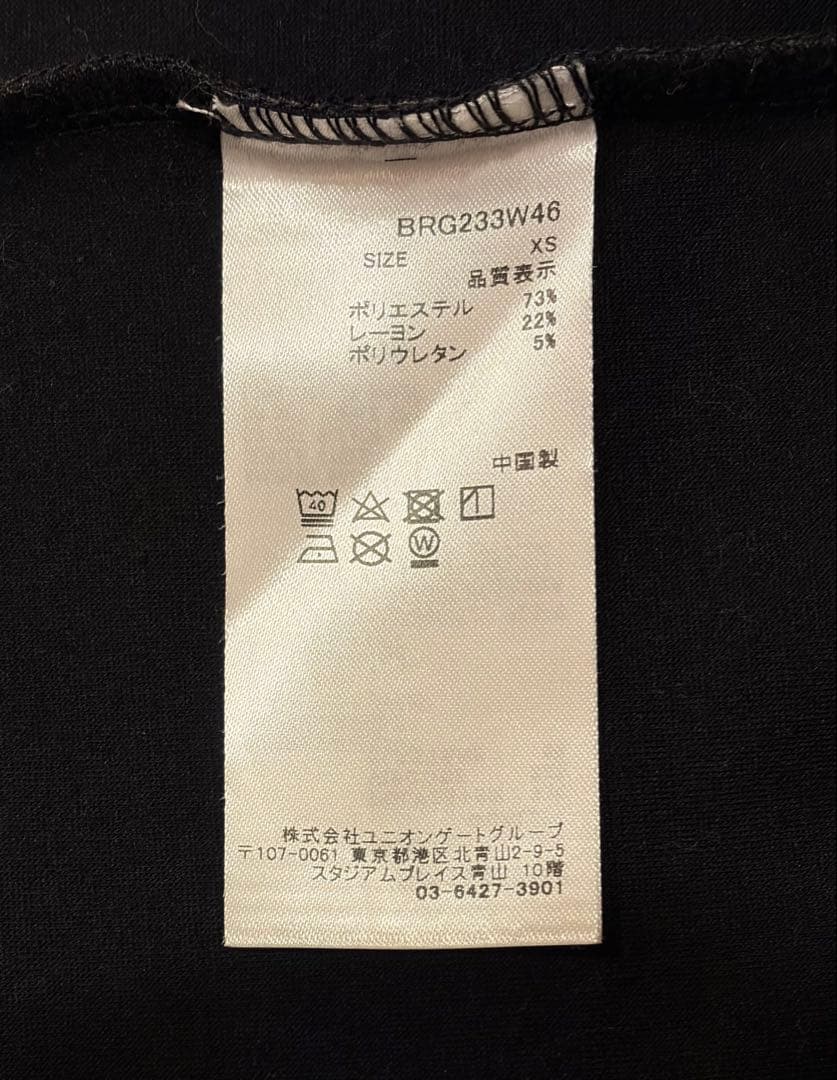 BRG233W46
SIZE XS
品質表示
ポリエステル 73%
レーヨン 22%
ポリウレタン 5%
中国製
40
W
株式会社ユニオンゲートグループ
〒107-0061 東京都港区北青山2-9-5
スタジアムプレイス青山 10階
03-6427-3901